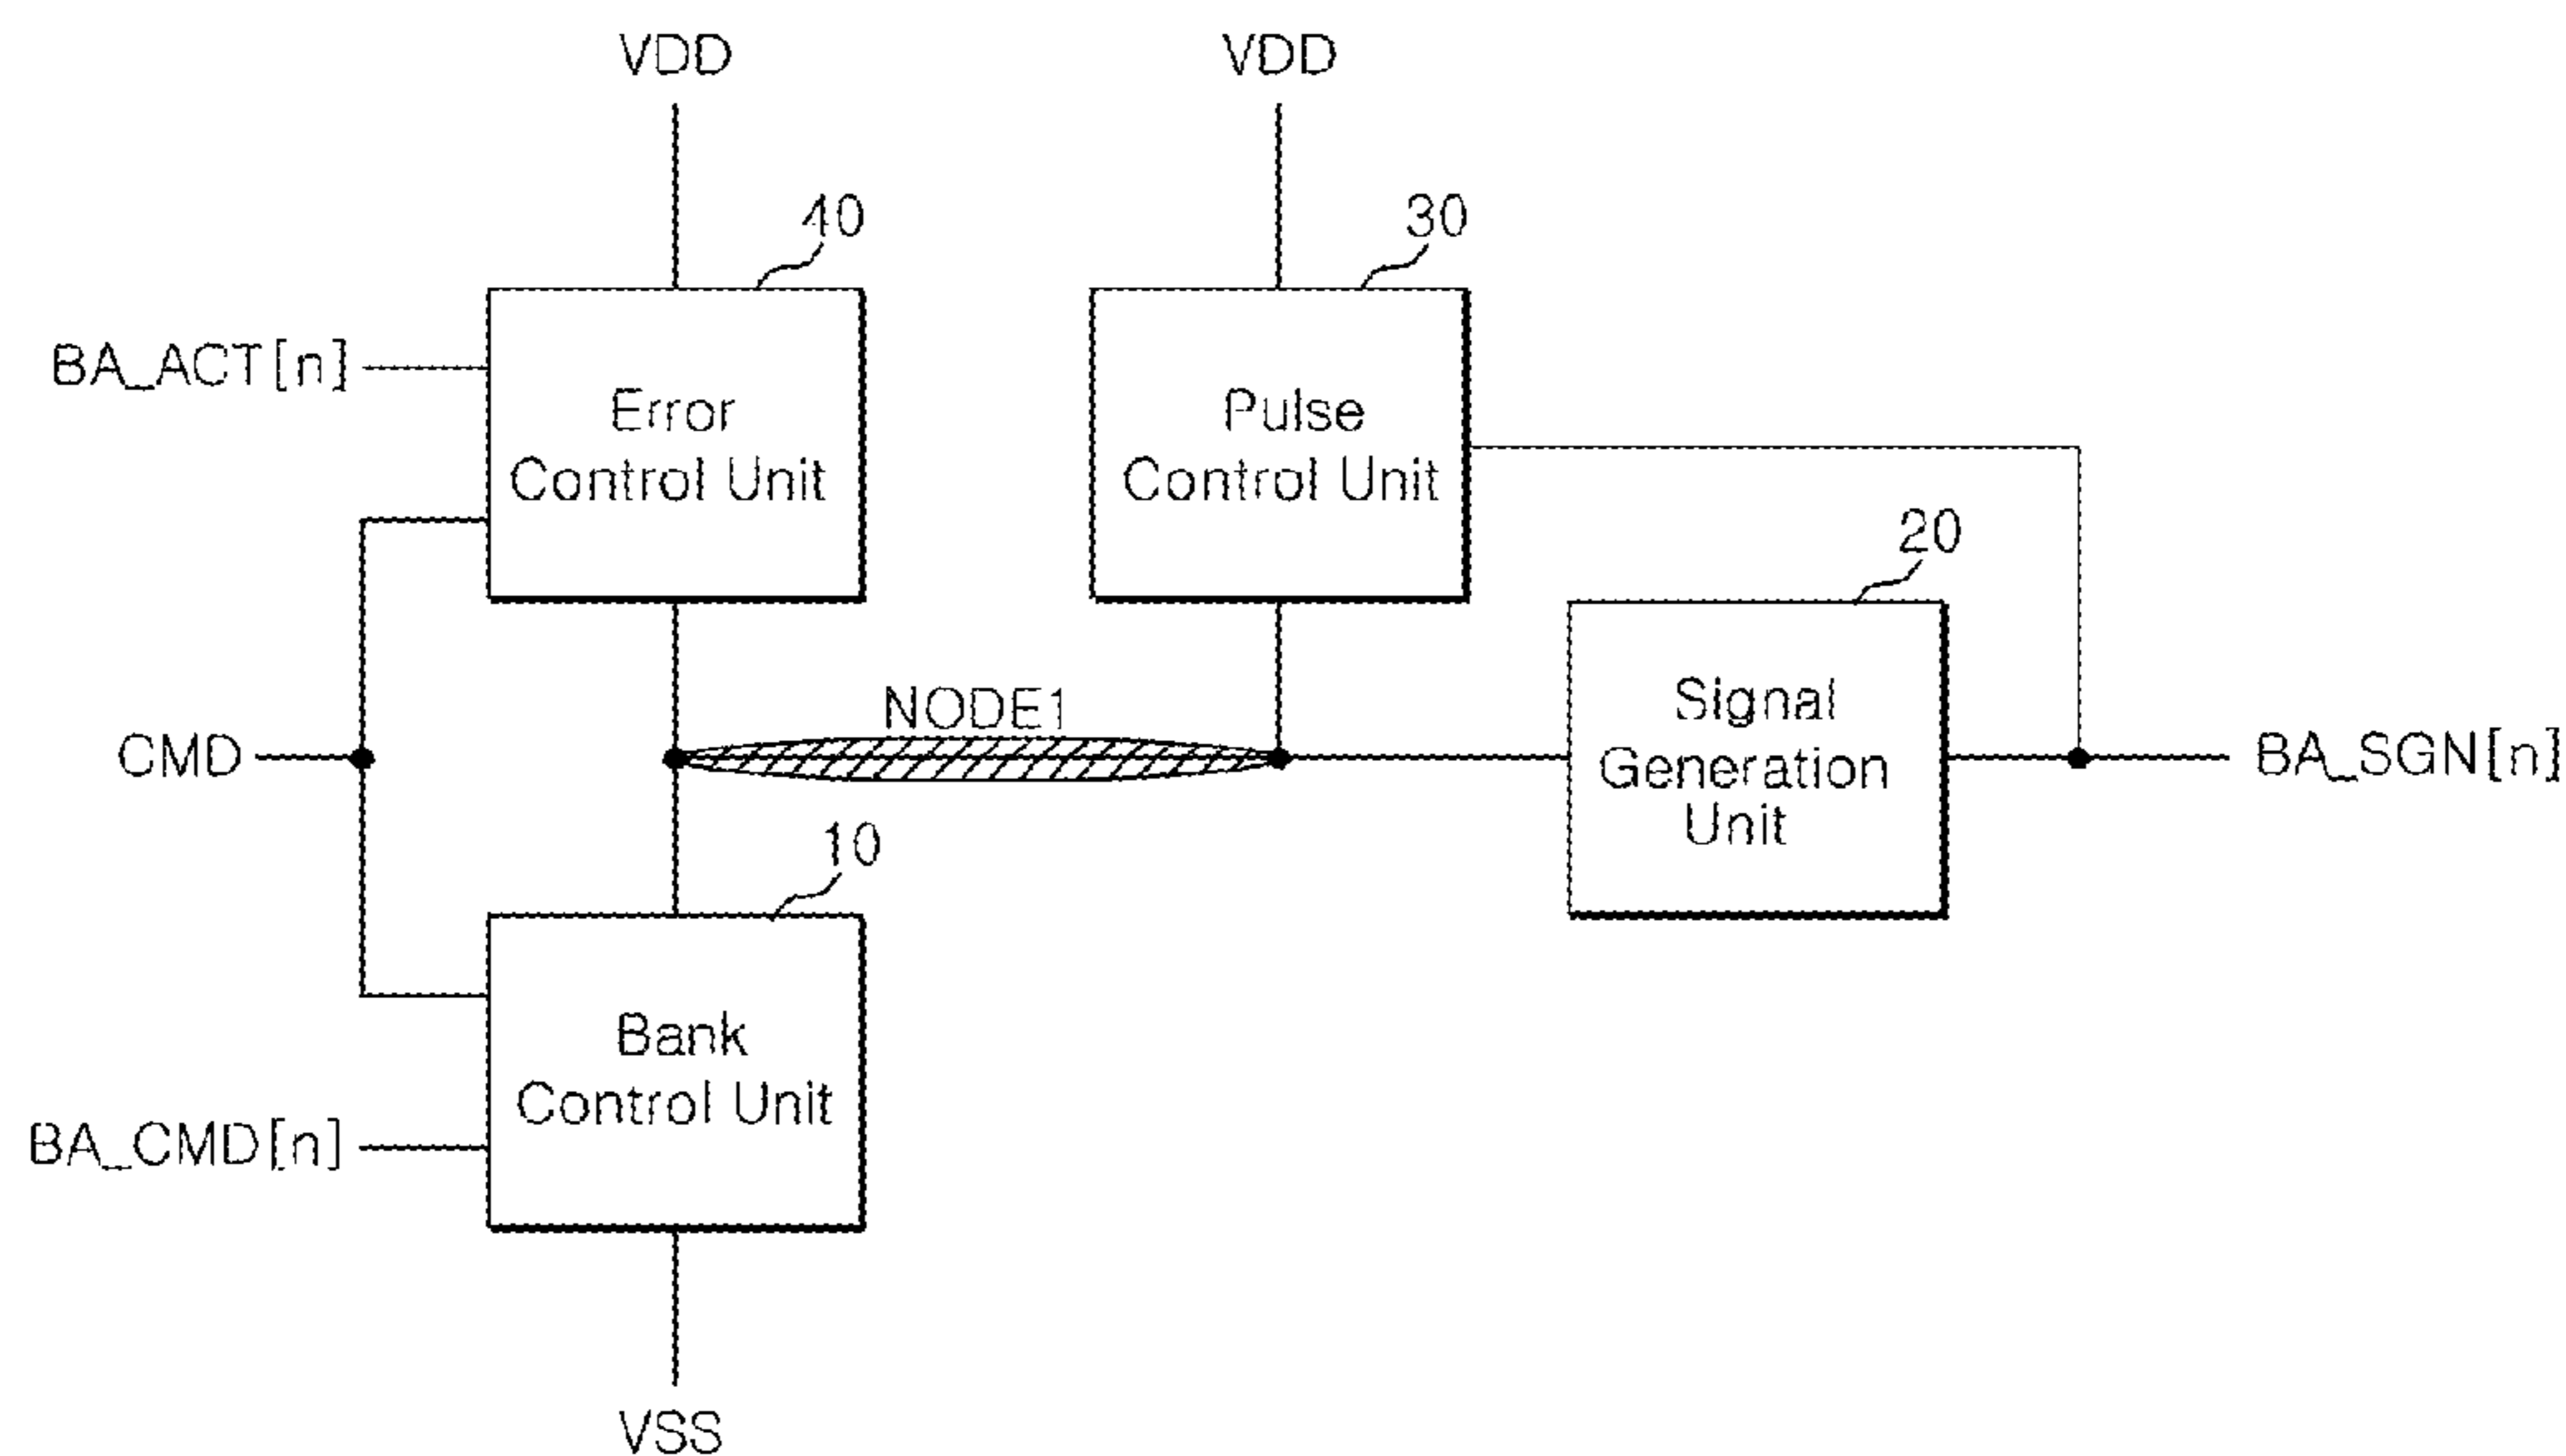 VDD
VDD
40
30
BA_ACT[n]
Error
Control Unit
Pulse
Control Unit
20
NODE1
CMD
Signal
Generation
Unit
BA_SGN[n]
10
Bank
Control Unit
BA_CMD[n]
VSS